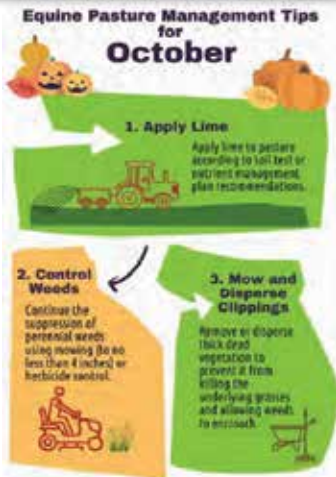 Equine Pasture Management Tips
for
October
1. Apply Lime
Apply lime to pasture
according to soil test or
nutrient management
plan recommendations.
2. Control
Weeds
Continue the
suppression of
perennial weeds
using mowing (to no
less than 4 inches) or
herbicide control.
3. Mow and
Disperse
Clippings
Remove or disperse
thick dead
vegetation to
prevent it from
killing the
underlying grasses
and allowing weeds
to encroach.